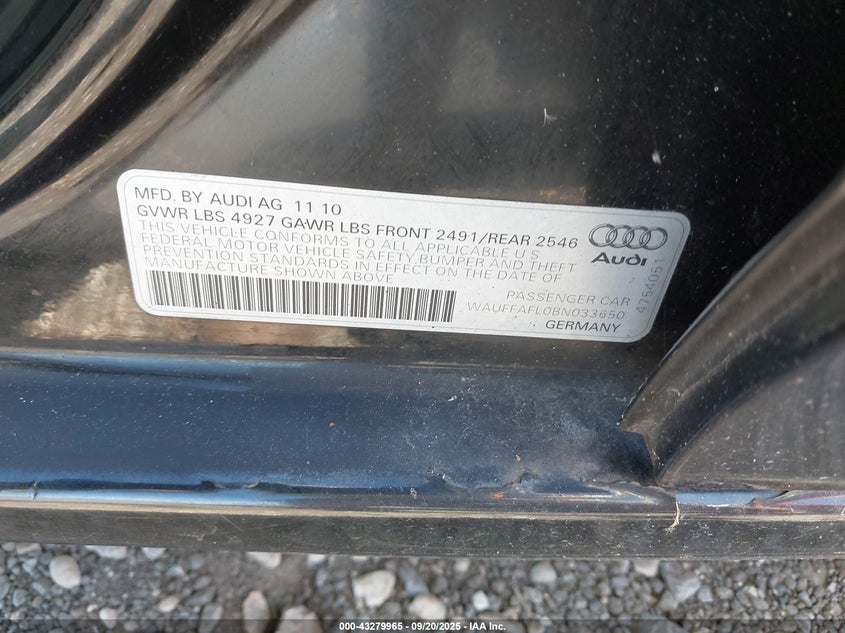 MFD. BY AUDI AG 11 10
GVWR LBS 4927 GAWR LBS FRONT 2491/REAR 2546
THIS VEHICLE CONFORMS TO ALL APPLICABLE U S
FEDERAL MOTOR VEHICLE SAFETY, BUMPER AND THEFT
PREVENTION STANDARDS IN EFFECT ON THE DATE OF
MANUFACTURE SHOWN ABOVE
PASSENGER CAR
WAUFFAFL0BN033650
GERMANY
Audi
4754051
000-43279965 - 09/20/2025 - IAA Inc.